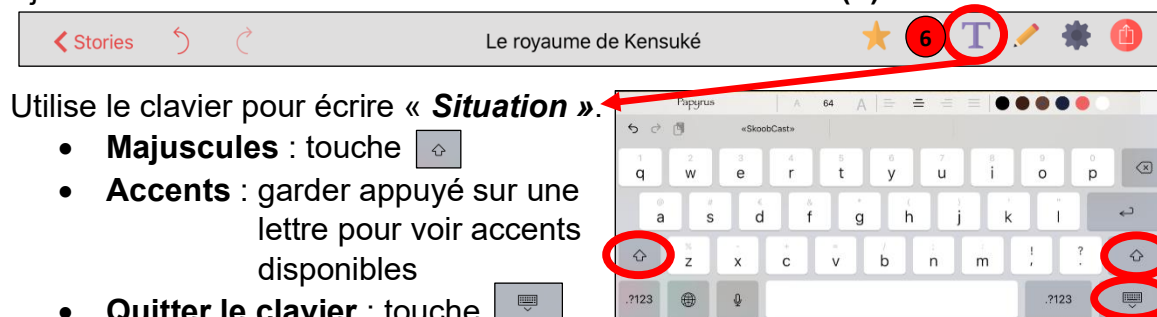 Stories Le royaume de Kensuké 6 T
Utilise le clavier pour écrire « Situation ».
• Majuscules : touche
• Accents : garder appuyé sur une
lettre pour voir accents
disponibles
• Quitter le clavier : touche
Papyrus A 64 A
«SkoobCast»
1 2 3 4 5 6 7 8 9 0
q w e r t y u i o p
a s d f g h j k l
z x c v b n m ! , ? .
.?123 .?123